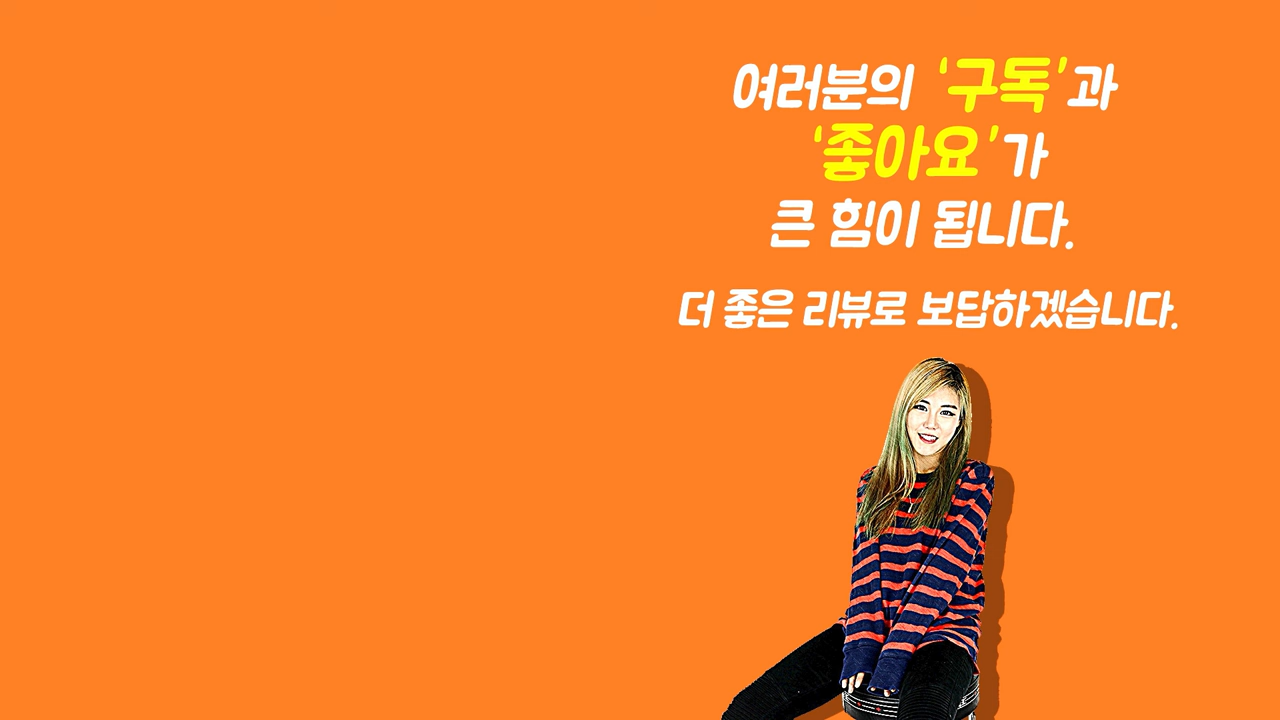 여러분의 '구독'과
'좋아요'가
큰 힘이 됩니다.
더 좋은 리뷰로 보답하겠습니다.